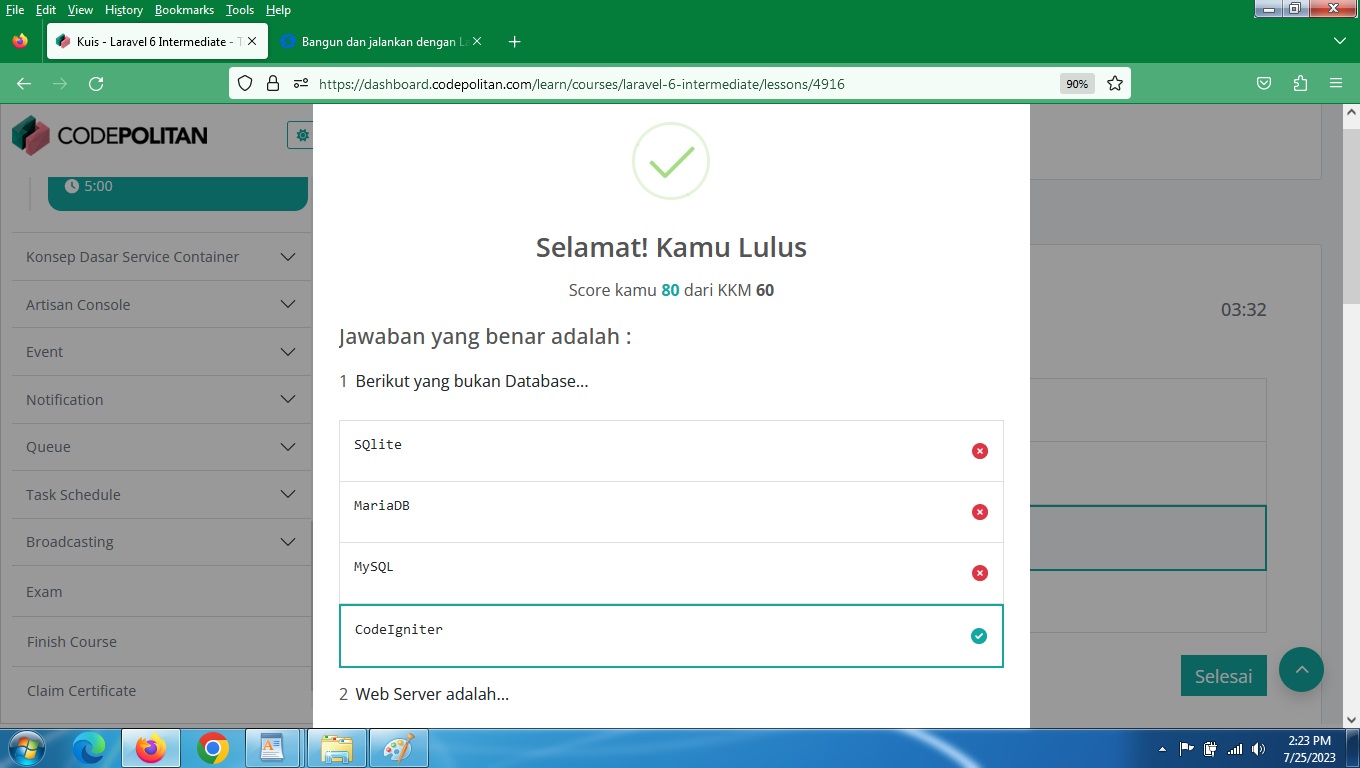 File Edit View History Bookmarks Tools Help
Kuis - Laravel 6 Intermediate - T
Bangun dan jalankan dengan La
https://dashboard.codepolitan.com/learn/courses/laravel-6-intermediate/lessons/4916
90%
CODEPOLITAN
5:00
Konsep Dasar Service Container
Artisan Console
Event
Notification
Queue
Task Schedule
Broadcasting
Exam
Finish Course
Claim Certificate
Selamat! Kamu Lulus
Score kamu 80 dari KKM 60
Jawaban yang benar adalah :
1 Berikut yang bukan Database...
SQlite
MariaDB
MySQL
CodeIgniter
2 Web Server adalah...
03:32
Selesai
2:23 PM
7/25/2023